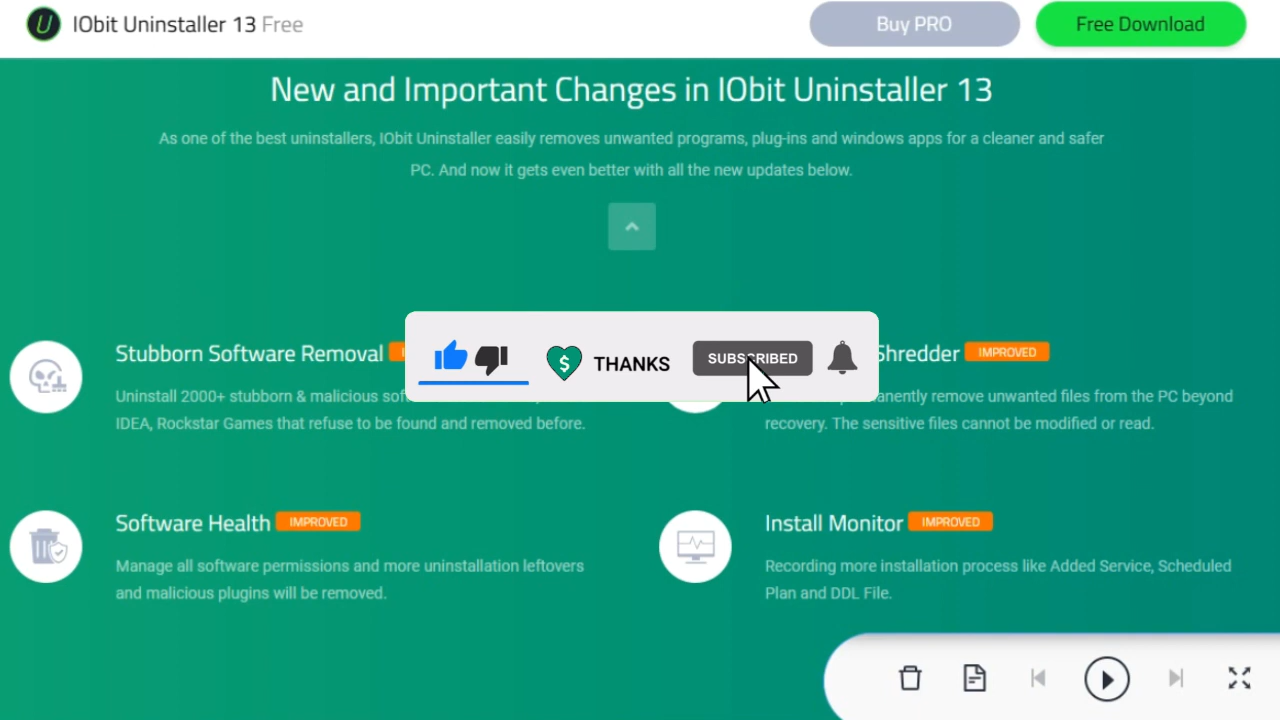 IObit Uninstaller 13 Free
Buy PRO
Free Download
New and Important Changes in IObit Uninstaller 13
As one of the best uninstallers, IObit Uninstaller easily removes unwanted programs, plug-ins and windows apps for a cleaner and safer
PC. And now it gets even better with all the new updates below.
THANKS
SUBSCRIBED
Stubborn Software Removal
Uninstall 2000+ stubborn & malicious
IDEA, Rockstar Games that refuse to be found and removed before.
Shredder IMPROVED
remove unwanted files from the PC beyond
recovery. The sensitive files cannot be modified or read.
Software Health IMPROVED
Manage all software permissions and more uninstallation leftovers
and malicious plugins will be removed.
Install Monitor IMPROVED
Recording more installation process like Added Service, Scheduled
Plan and DDL File.